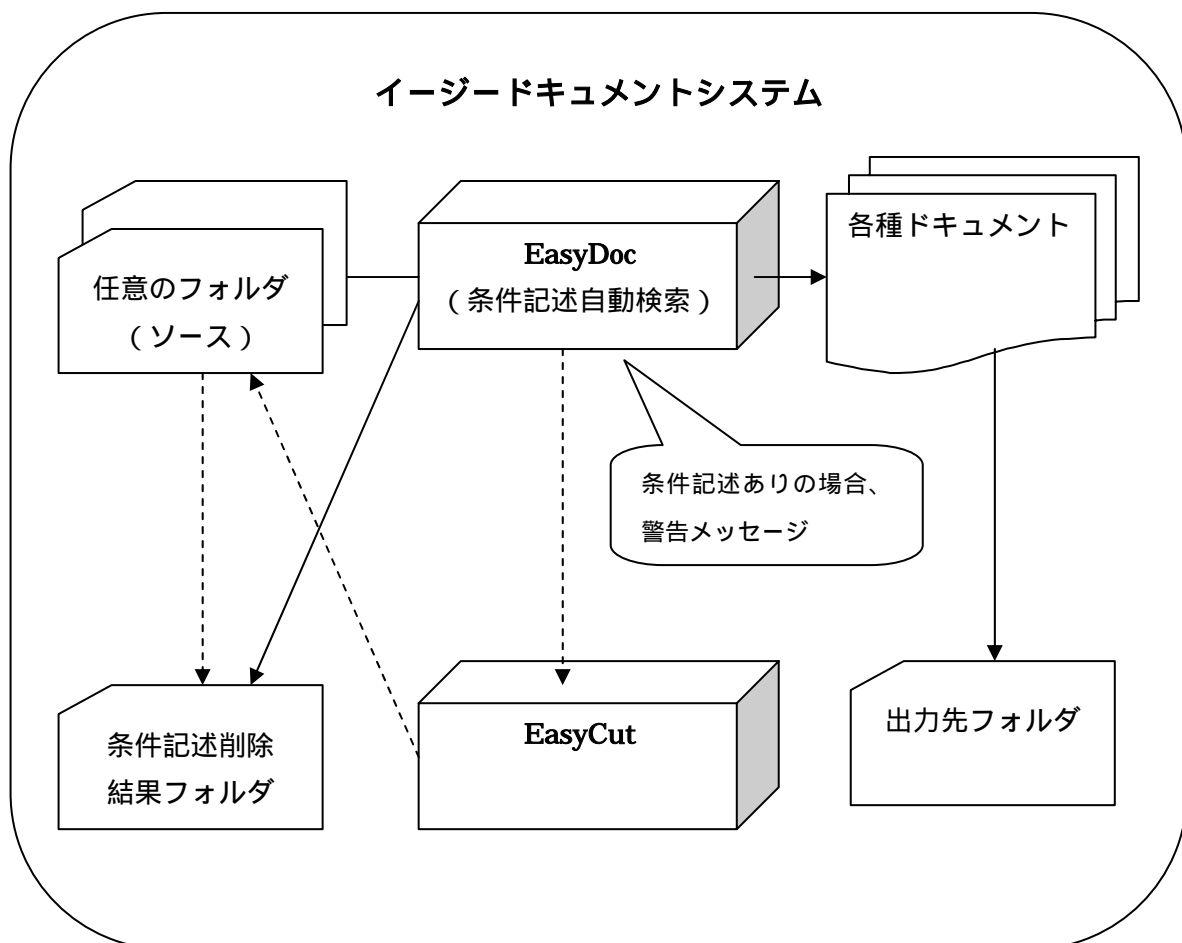 イージードキュメントシステム
任意のフォルダ
（ソース）
EasyDoc
（条件記述自動検索）
各種ドキュメント
条件記述ありの場合、
警告メッセージ
条件記述削除
結果フォルダ
EasyCut
出力先フォルダ